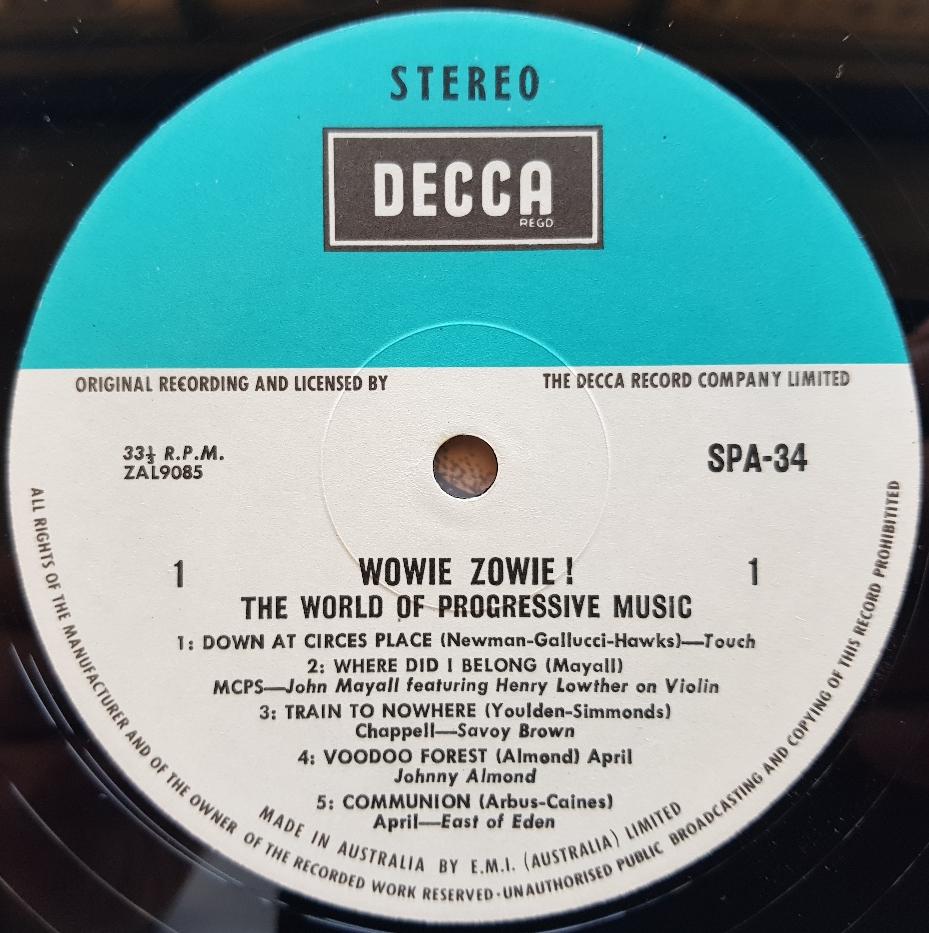 STEREO
DECCA
REGD
ORIGINAL RECORDING AND LICENSED BY THE DECCA RECORD COMPANY LIMITED
33⅓ R.P.M.
ZAL9085
SPA-34
1 WOWIE ZOWIE! 1
THE WORLD OF PROGRESSIVE MUSIC
1: DOWN AT CIRCES PLACE (Newman-Gallucci-Hawks)—Touch
2: WHERE DID I BELONG (Mayall)
MCPS—John Mayall featuring Henry Lowther on Violin
3: TRAIN TO NOWHERE (Youlden-Simmonds)
Chappell—Savoy Brown
4: VOODOO FOREST (Almond) April
Johnny Almond
5: COMMUNION (Arbus-Caines)
April—East of Eden
MADE IN AUSTRALIA BY E.M.I. (AUSTRALIA) LIMITED
ALL RIGHTS OF THE MANUFACTURER AND OF THE OWNER OF THE RECORDED WORK RESERVED·UNAUTHORISED PUBLIC BROADCASTING AND COPYING OF THIS RECORD PROHIBITITED